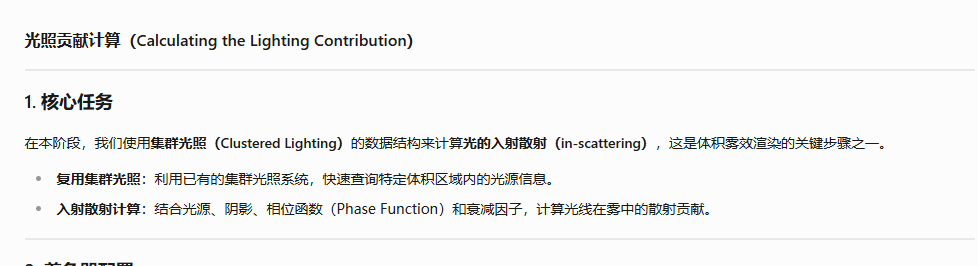 光照贡献计算（Calculating the Lighting Contribution）
1. 核心任务
在本阶段，我们使用集群光照（Clustered Lighting）的数据结构来计算光的入射散射（in-scattering），这是体积雾效渲染的关键步骤之一。
复用集群光照：利用已有的集群光照系统，快速查询特定体积区域内的光源信息。
入射散射计算：结合光源、阴影、相位函数（Phase Function）和衰减因子，计算光线在雾中的散射贡献。